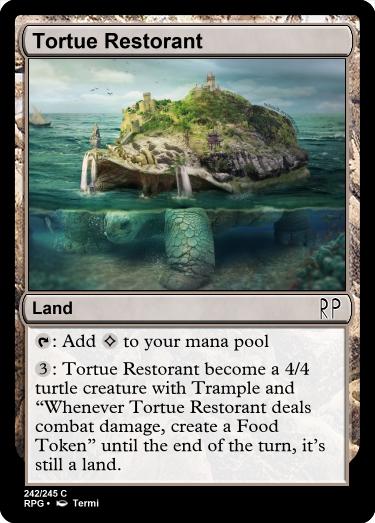 Tortue Restorant
Land
RP
: Add to your mana pool
3: Tortue Restorant become a 4/4
turtle creature with Trample and
“Whenever Tortue Restorant deals
combat damage, create a Food
Token” until the end of the turn, it’s
still a land.
242/245 C
RPG • Termi